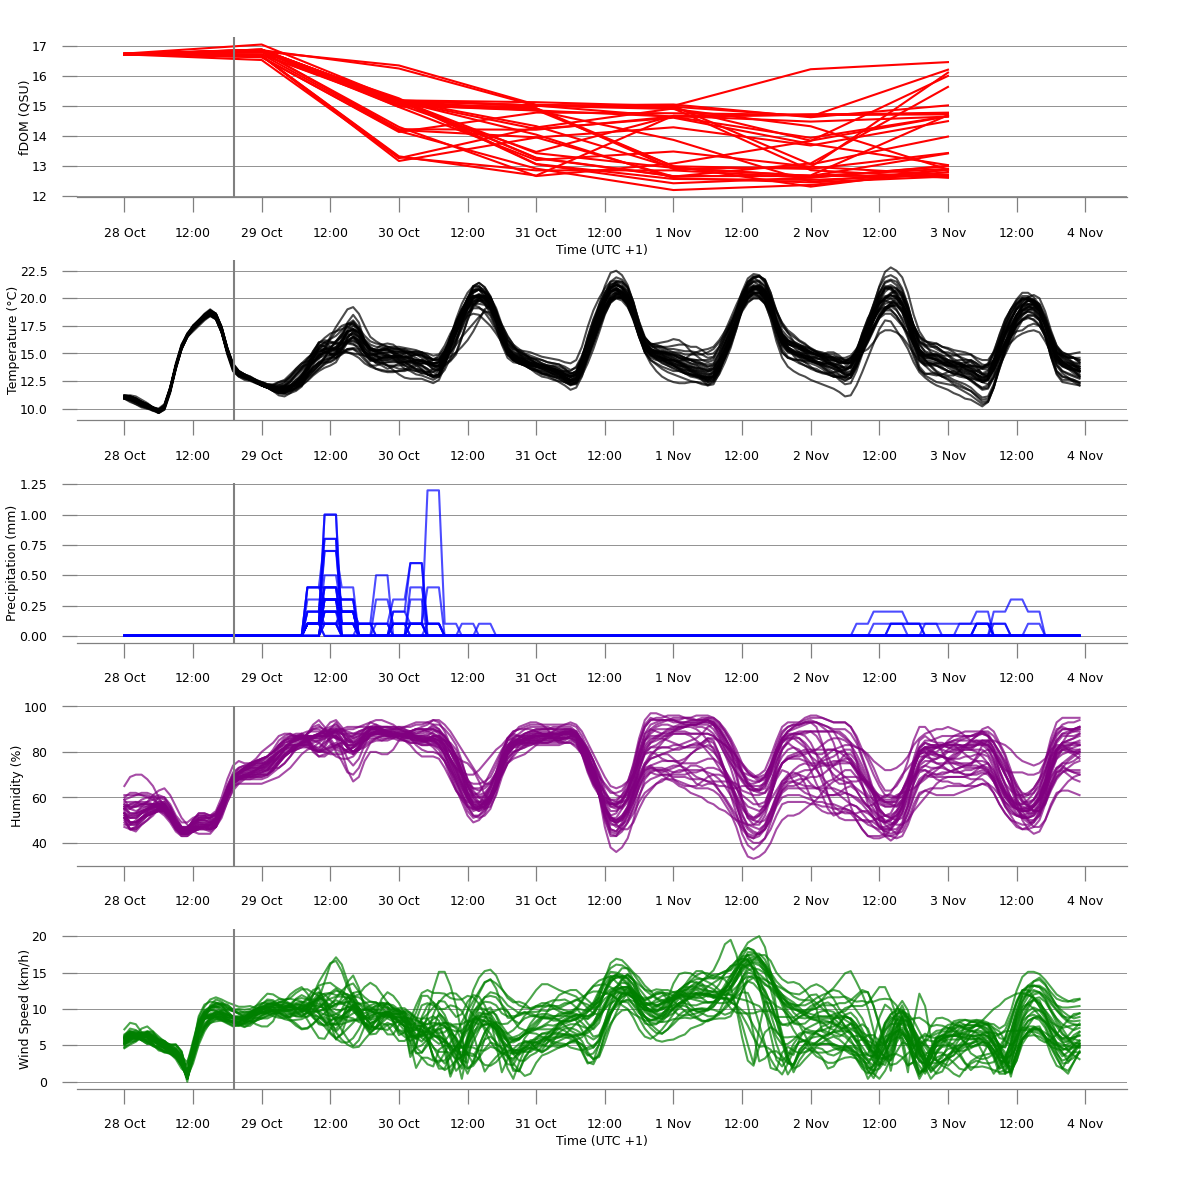 17
16
15
14
13
12
fDOM (QSU)
28 Oct 12:00 29 Oct 12:00 30 Oct 12:00 31 Oct 12:00 1 Nov 12:00 2 Nov 12:00 3 Nov 12:00 4 Nov
Time (UTC +1)
22.5
20.0
17.5
15.0
12.5
10.0
Temperature (°C)
28 Oct 12:00 29 Oct 12:00 30 Oct 12:00 31 Oct 12:00 1 Nov 12:00 2 Nov 12:00 3 Nov 12:00 4 Nov
1.25
1.00
0.75
0.50
0.25
0.00
Precipitation (mm)
28 Oct 12:00 29 Oct 12:00 30 Oct 12:00 31 Oct 12:00 1 Nov 12:00 2 Nov 12:00 3 Nov 12:00 4 Nov
100
80
60
40
Humidity (%)
28 Oct 12:00 29 Oct 12:00 30 Oct 12:00 31 Oct 12:00 1 Nov 12:00 2 Nov 12:00 3 Nov 12:00 4 Nov
20
15
10
5
0
Wind Speed (km/h)
28 Oct 12:00 29 Oct 12:00 30 Oct 12:00 31 Oct 12:00 1 Nov 12:00 2 Nov 12:00 3 Nov 12:00 4 Nov
Time (UTC +1)